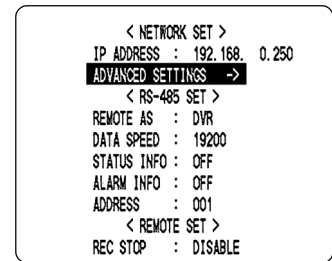 < NETWORK SET >
IP ADDRESS : 192.168. 0.250
ADVANCED SETTINGS ->
< RS-485 SET >
REMOTE AS : DVR
DATA SPEED : 19200
STATUS INFO : OFF
ALARM INFO : OFF
ADDRESS : 001
< REMOTE SET >
REC STOP : DISABLE